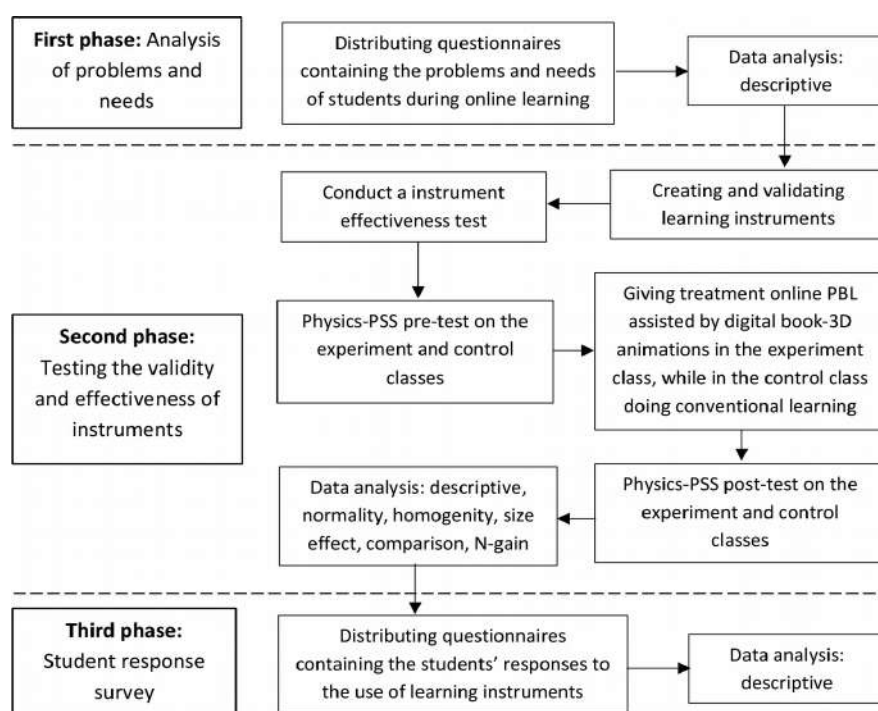 First phase: Analysis
of problems and
needs
Distributing questionnaires
containing the problems and needs
of students during online learning
Data analysis:
descriptive
Creating and validating
learning instruments
Conduct a instrument
effectiveness test
Second phase:
Testing the validity
and effectiveness of
instruments
Physics-PSS pre-test on the
experiment and control
classes
Giving treatment online PBL
assisted by digital book-3D
animations in the experiment
class, while in the control class
doing conventional learning
Physics-PSS post-test on the
experiment and control
classes
Data analysis: descriptive,
normality, homogenity, size
effect, comparison, N-gain
Third phase:
Student response
survey
Distributing questionnaires
containing the students’ responses to
the use of learning instruments
Data analysis:
descriptive